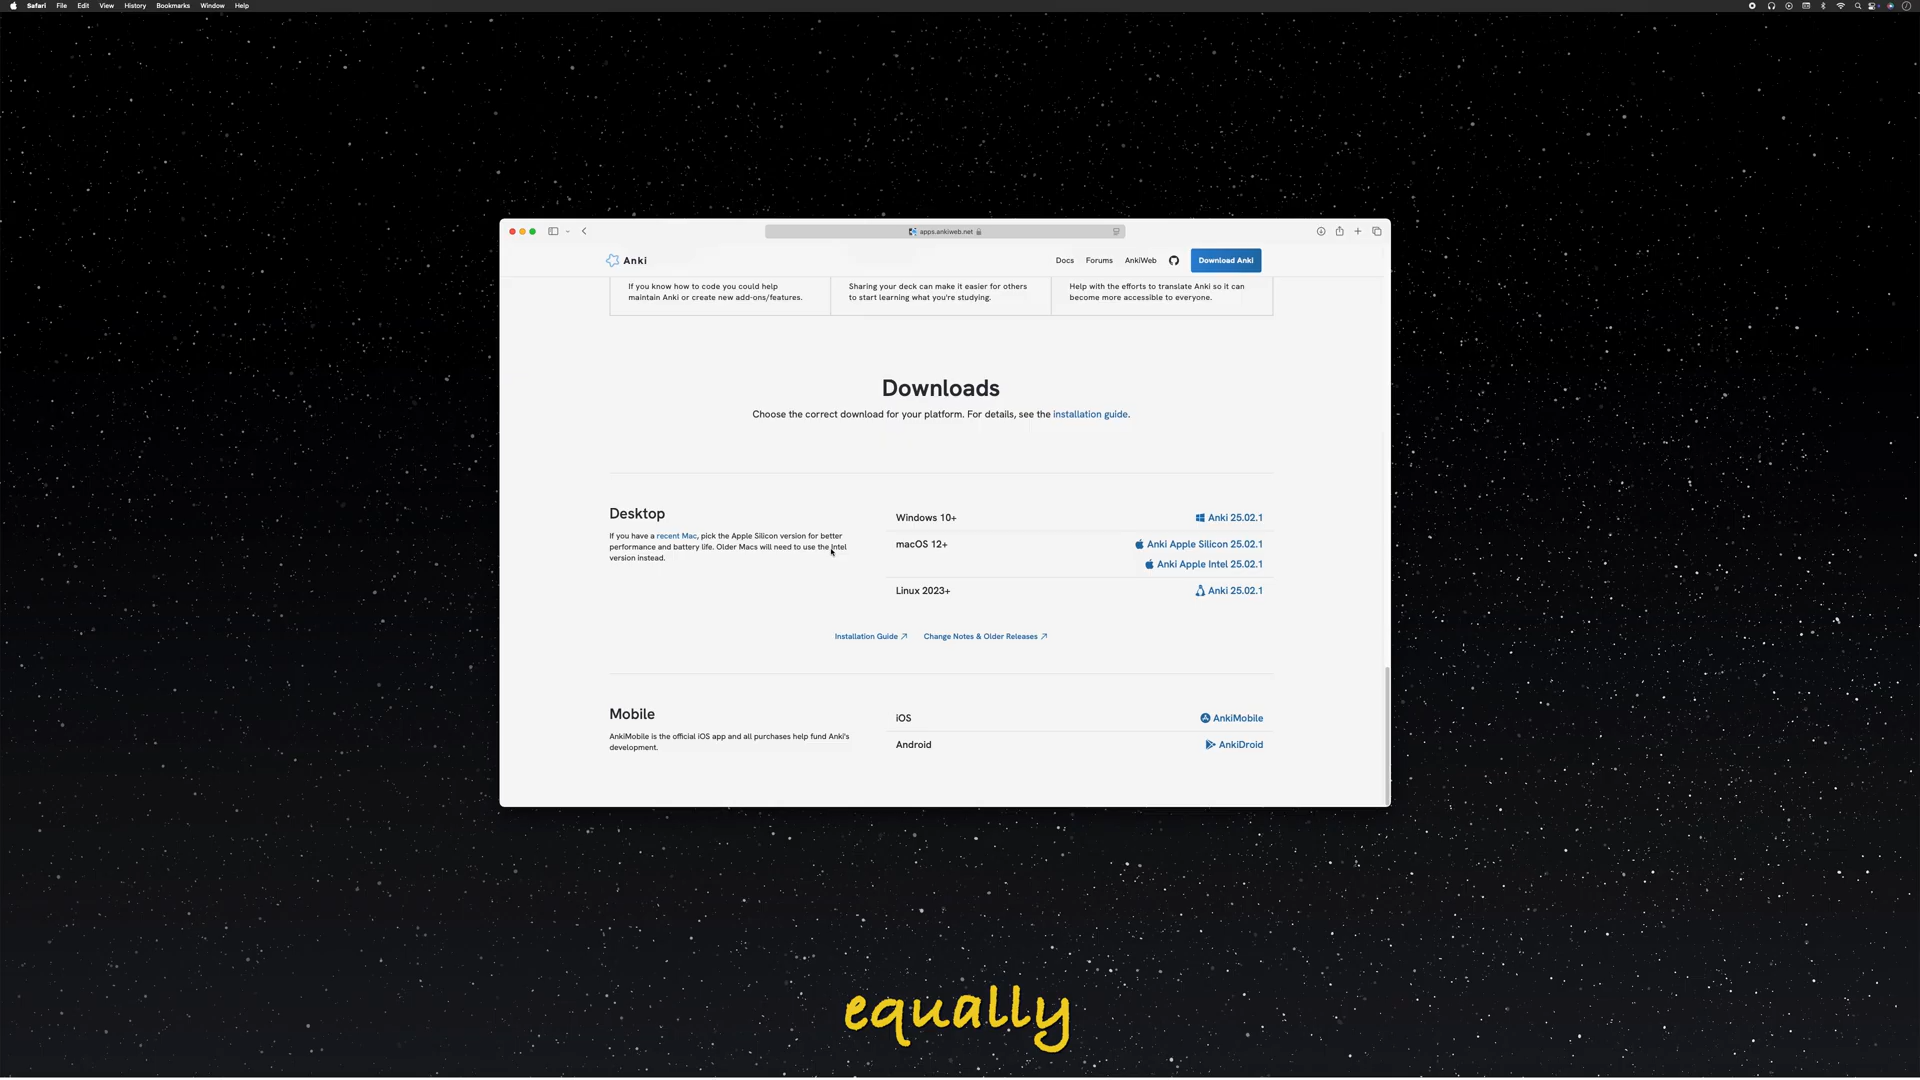 Safari File Edit View History Bookmarks Window Help
apps.ankiweb.net
Anki Docs Forums AnkiWeb Download Anki
If you know how to code you could help
maintain Anki or create new add-ons/features.
Sharing your deck can make it easier for others
to start learning what you're studying.
Help with the efforts to translate Anki so it can
become more accessible to everyone.
Downloads
Choose the correct download for your platform. For details, see the installation guide.
Desktop
If you have a recent Mac, pick the Apple Silicon version for better
performance and battery life. Older Macs will need to use the Intel
version instead.
Windows 10+ Anki 25.02.1
macOS 12+ Anki Apple Silicon 25.02.1
Anki Apple Intel 25.02.1
Linux 2023+ Anki 25.02.1
Installation Guide Change Notes & Older Releases
Mobile
AnkiMobile is the official iOS app and all purchases help fund Anki's
development.
iOS AnkiMobile
Android AnkiDroid
equally